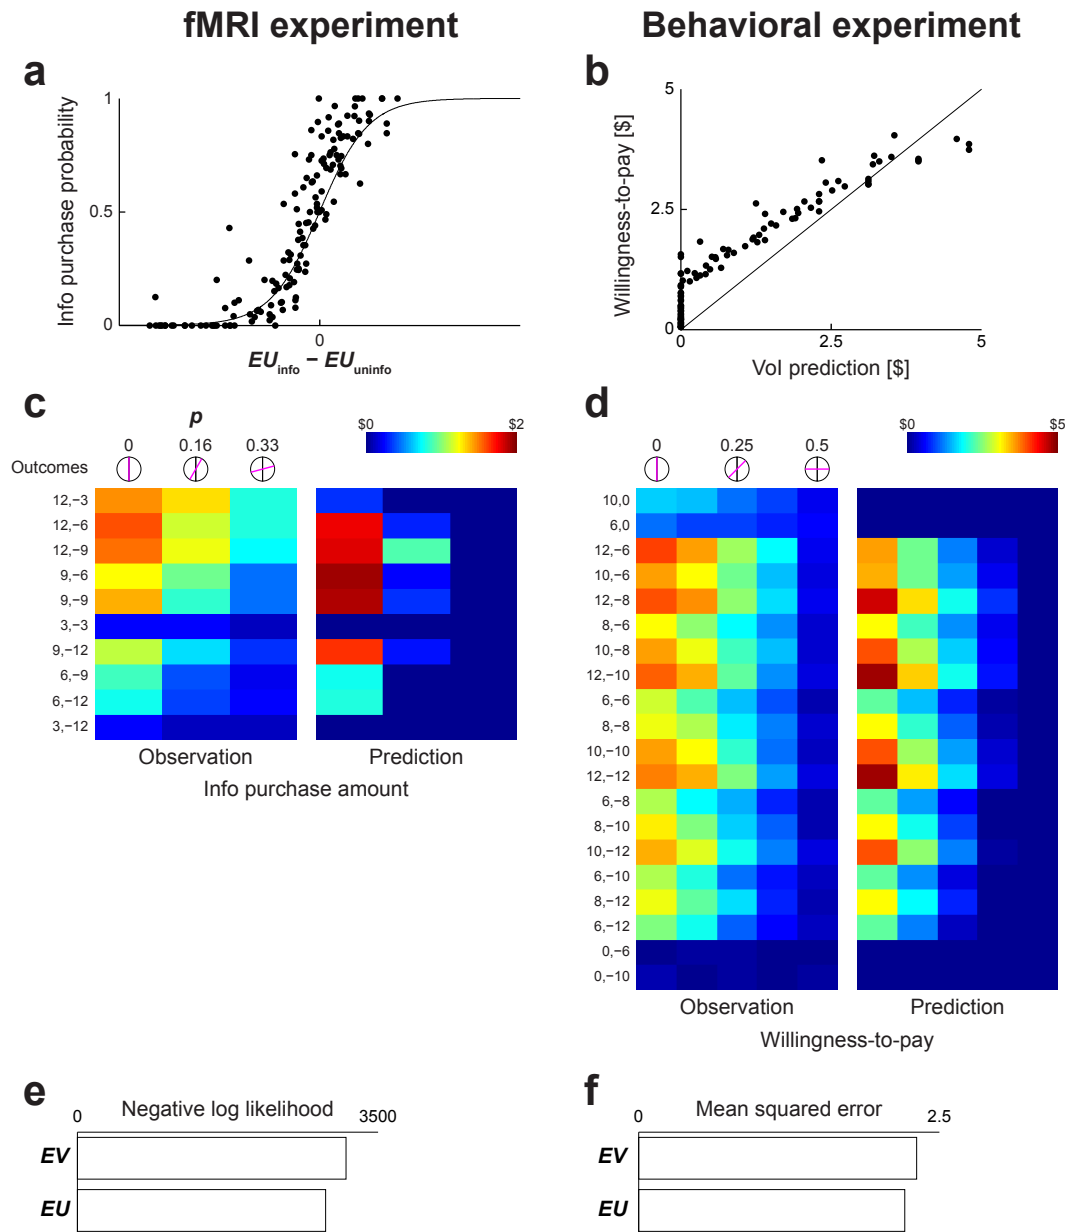 fMRI experiment
Behavioral experiment
a
Info purchase probability
1
0.5
0
0
EUinfo − EUuninfo
b
Willingness-to-pay [$]
5
2.5
0
0
2.5
5
VoI prediction [$]
c
p
0
0.16
0.33
$0
$2
Outcomes
12,−3
12,−6
12,−9
9,−6
9,−9
3,−3
9,−12
6,−9
6,−12
3,−12
Observation
Prediction
Info purchase amount
d
0
0.25
0.5
$0
$5
10,0
6,0
12,−6
10,−6
12,−8
8,−6
10,−8
12,−10
6,−6
8,−8
10,−10
12,−12
6,−8
8,−10
10,−12
6,−10
8,−12
6,−12
0,−6
0,−10
Observation
Prediction
Willingness-to-pay
e
0
Negative log likelihood
3500
EV
EU
f
0
Mean squared error
2.5
EV
EU